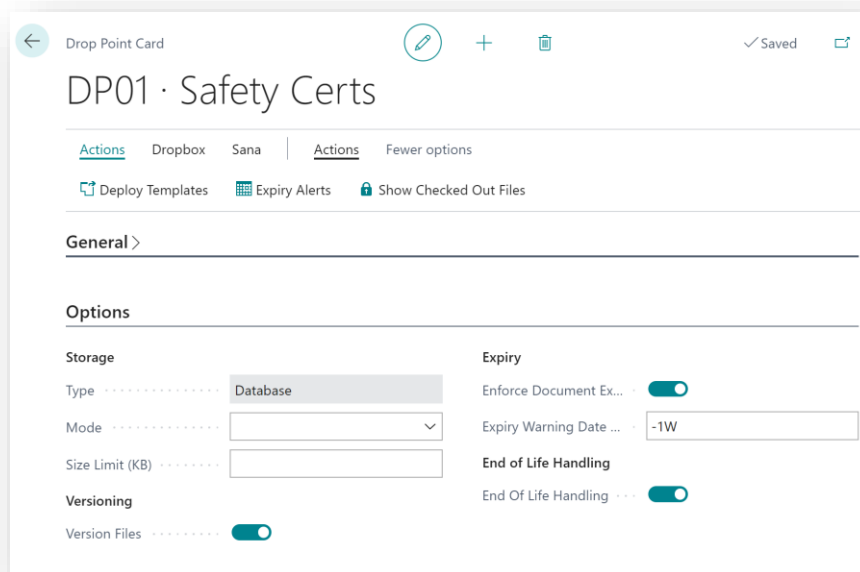 Drop Point Card
Saved
DP01 · Safety Certs
Actions Dropbox Sana Actions Fewer options
Deploy Templates Expiry Alerts Show Checked Out Files
General
Options
Storage
Type Database
Mode
Size Limit (KB)
Versioning
Version Files
Expiry
Enforce Document Ex...
Expiry Warning Date ... -1W
End of Life Handling
End Of Life Handling